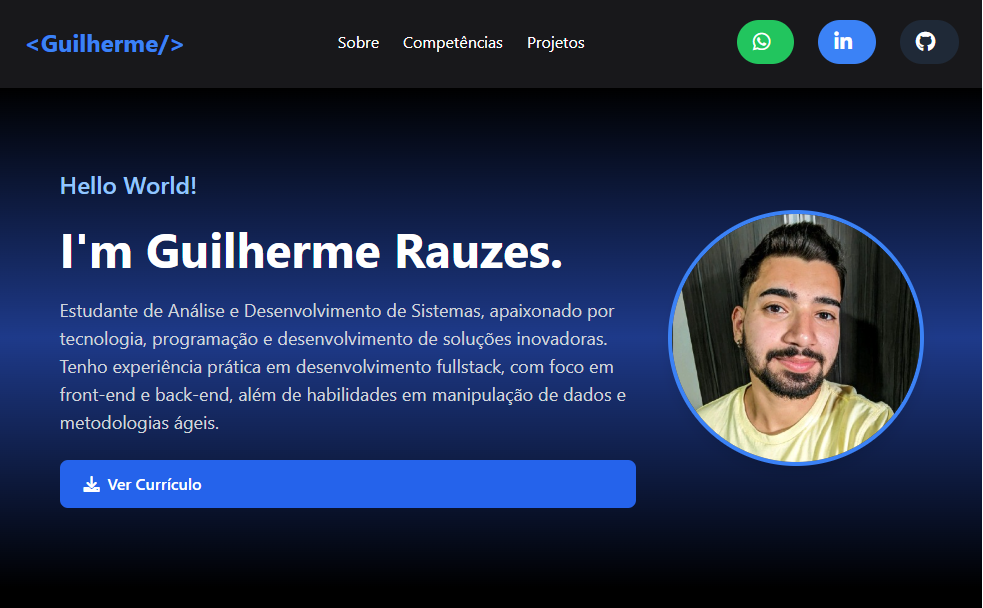 <Guilherme/>
Sobre Competências Projetos
in
Hello World!
I'm Guilherme Rauzes.
Estudante de Análise e Desenvolvimento de Sistemas, apaixonado por
tecnologia, programação e desenvolvimento de soluções inovadoras.
Tenho experiência prática em desenvolvimento fullstack, com foco em
front-end e back-end, além de habilidades em manipulação de dados e
metodologias ágeis.
Ver Currículo